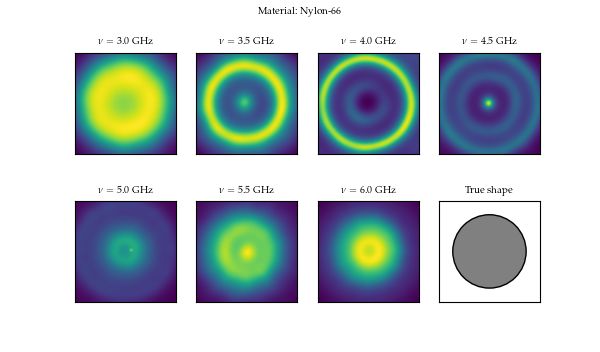 Material: Nylon-66
ν = 3.0 GHz
ν = 3.5 GHz
ν = 4.0 GHz
ν = 4.5 GHz
ν = 5.0 GHz
ν = 5.5 GHz
ν = 6.0 GHz
True shape